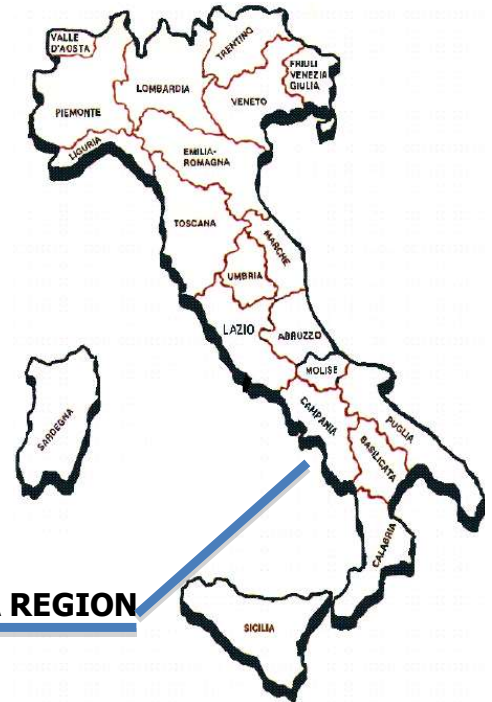 VALLE
D'AOSTA
TRENTINO
FRIULI
VENEZIA
GIULIA
LOMBARDIA
VENETO
PIEMONTE
LIGURIA
EMILIA-
ROMAGNA
TOSCANA
MARCHE
UMBRIA
LAZIO
ABRUZZO
MOLISE
CAMPANIA
PUGLIA
BASILICATA
SARDEGNA
CALABRIA
REGION
SICILIA